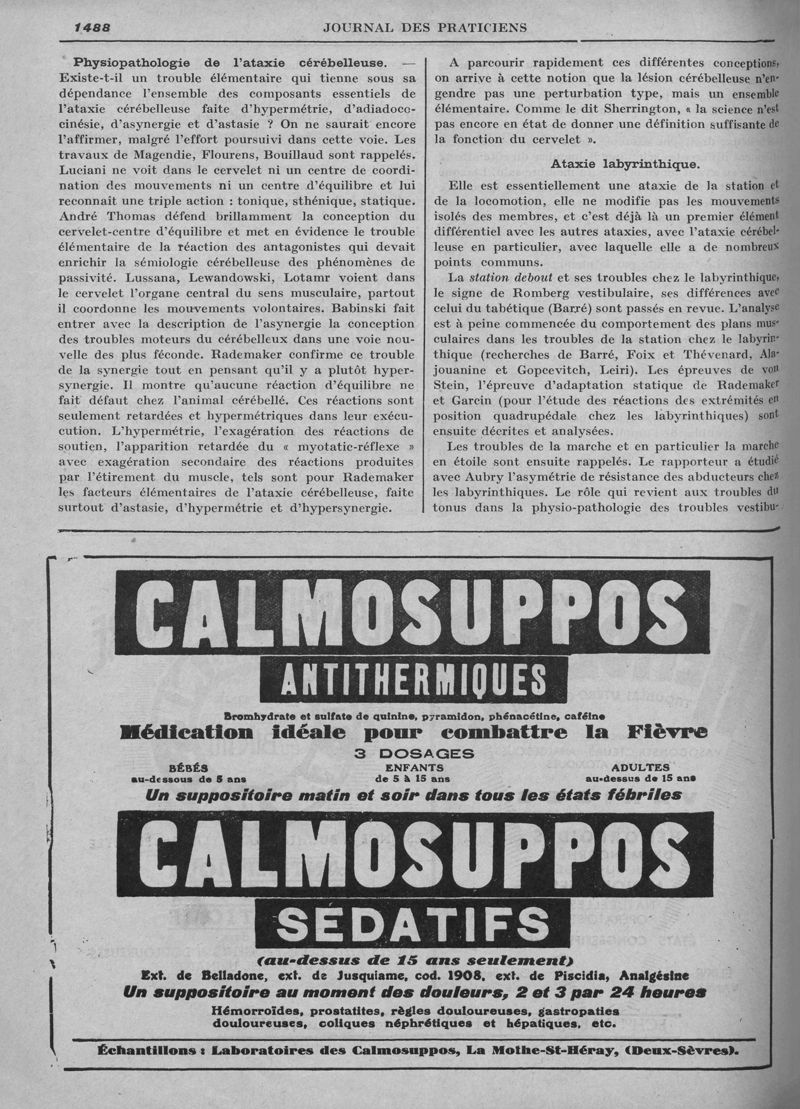 1488
JOURNAL DES PRATICIENS
Physiopathologie de l'ataxie cérébelleuse. —
Existe-t-il un trouble élémentaire qui tienne sous sa
dépendance l'ensemble des composants essentiels de
l'ataxie cérébelleuse faite d'hypermétrie, d'adiadoco-
cinésie, d'asynergie et d'astasie ? On ne saurait encore
l'affirmer, malgré l'effort poursuivi dans cette voie. Les
travaux de Magendie, Flourens, Bouillaud sont rappelés.
Luciani ne voit dans le cervelet ni un centre de coordi-
nation des mouvements ni un centre d'équilibre et lui
reconnaît une triple action : tonique, sthénique, statique.
André Thomas défend brillamment la conception du
cervelet-centre d'équilibre et met en évidence le trouble
élémentaire de la réaction des antagonistes qui devait
enrichir la sémiologie cérébelleuse des phénomènes de
passivité. Lussana, Lewandowski, Lotamr voient dans
le cervelet l'organe central du sens musculaire, partout
il coordonne les mouvements volontaires. Babinski fait
entrer avec la description de l'asynergie la conception
des troubles moteurs du cérébelleux dans une voie nou-
velle des plus féconde. Rademaker confirme ce trouble
de la synergie tout en pensant qu'il y a plutôt hyper-
synergie. Il montre qu'aucune réaction d'équilibre ne
fait défaut chez l'animal cérébellé. Ces réactions sont
seulement retardées et hypermétriques dans leur exécu-
cution. L'hypermétrie, l'exagération des réactions de
soutien, l'apparition retardée du « myotatic-réflexe »
avec exagération secondaire des réactions produites
par l'étirement du muscle, tels sont pour Rademaker
les facteurs élémentaires de l'ataxie cérébelleuse, faite
surtout d'astasie, d'hypermétrie et d'hypersynergie.
A parcourir rapidement ces différentes conceptions,
on arrive à cette notion que la lésion cérébelleuse n'en-
gendre pas une perturbation type, mais un ensemble
élémentaire. Comme le dit Sherrington, « la science n'est
pas encore en état de donner une définition suffisante de
la fonction du cervelet ».
Ataxie labyrinthique.
Elle est essentiellement une ataxie de la station et
de la locomotion, elle ne modifie pas les mouvements
isolés des membres, et c'est déjà là un premier élément
différentiel avec les autres ataxies, avec l'ataxie cérébel-
leuse en particulier, avec laquelle elle a de nombreux
points communs.
La station debout et ses troubles chez le labyrinthique,
le signe de Romberg vestibulaire, ses différences avec
celui du tabétique (Barré) sont passés en revue. L'analyse
est à peine commencée du comportement des plans mus-
culaires dans les troubles de la station chez le labyrin-
thique (recherches de Barré, Foix et Thévenard, Ala-
jouanine et Gopcevitch, Leiri). Les épreuves de von
Stein, l'épreuve d'adaptation statique de Rademaker
et Garcin (pour l'étude des réactions des extrémités en
position quadrupédale chez les labyrinthiques) sont
ensuite décrites et analysées.
Les troubles de la marche et en particulier la marche
en étoile sont ensuite rappelés. Le rapporteur a étudié
avec Aubry l'asymétrie de résistance des abducteurs chez
les labyrinthiques. Le rôle qui revient aux troubles du
tonus dans la physio-pathologie des troubles vestibu-
CALMOSUPPOS
ANTITHERMIQUES
Bromhydrate et sulfate de quinine, pyramidon, phénacétine, caféine
Médication idéale pour combattre la Fièvre
3 DOSAGES
BÉBÉS ENFANTS ADULTES
au-dessous de 5 ans de 5 à 15 ans au-dessus de 15 ans
Un suppositoire matin et soir dans tous les états fébriles
CALMOSUPPOS
SÉDATIFS
(au-dessus de 15 ans seulement)
Ext. de Belladone, ext. de Jusquiame, cod. 1908, ext. de Piscidia, Analgésine
Un suppositoire au moment des douleurs, 2 et 3 par 24 heures
Hémorroïdes, prostatites, règles douloureuses, gastropaties
douloureuses, coliques néphrétiques et hépatiques, etc.
Échantillons : Laboratoires des Calmosuppos, La Mothe-St-Héray, (Deux-Sèvres).